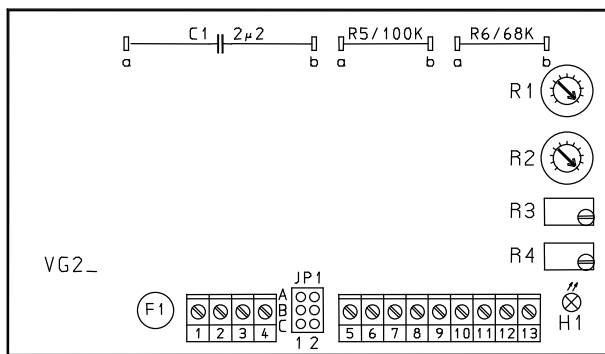 C1 2µ2 R5/100K R6/68K
a b a b a b
R1
R2
R3
R4
VG2_
JP1
F1 A
B
C
H1
1 2 3 4 5 6 7 8 9 10 11 12 13
1 2